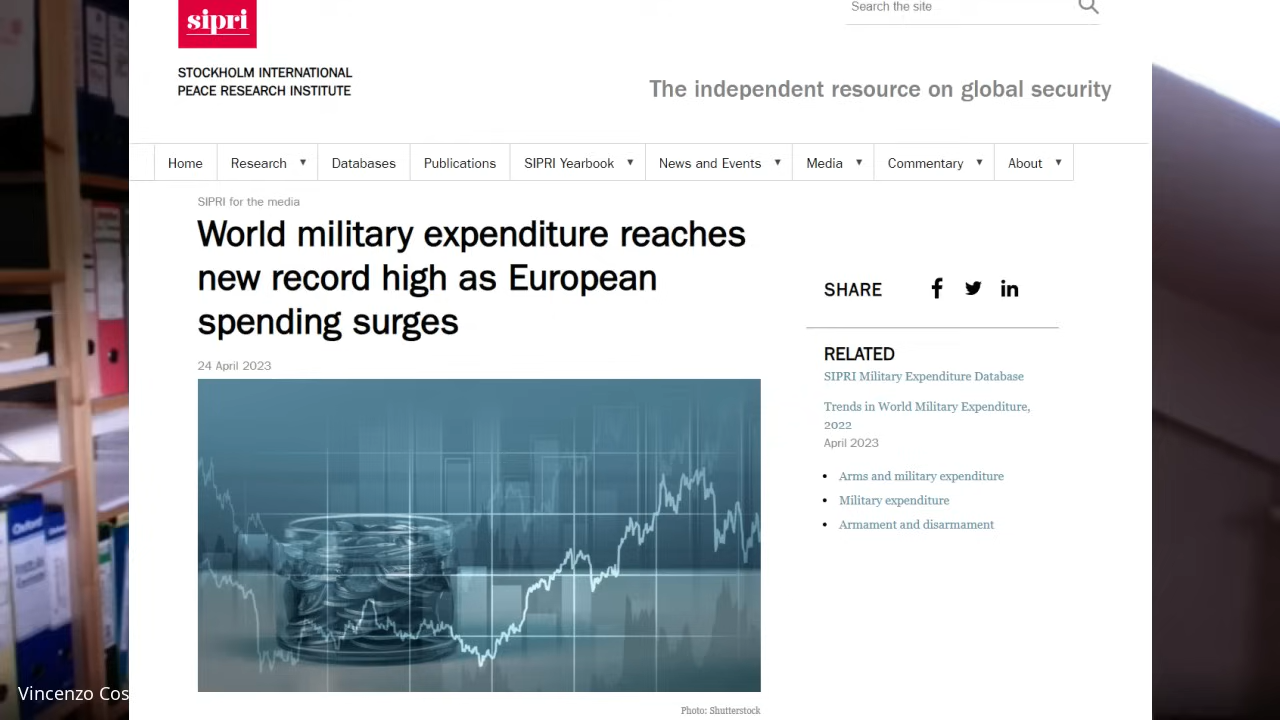 sipri
Search the site
STOCKHOLM INTERNATIONAL
PEACE RESEARCH INSTITUTE
The independent resource on global security
Home Research Databases Publications SIPRI Yearbook News and Events Media Commentary About
SIPRI for the media
World military expenditure reaches
new record high as European
spending surges
24 April 2023
SHARE
RELATED
SIPRI Military Expenditure Database
Trends in World Military Expenditure,
2022
April 2023
Arms and military expenditure
Military expenditure
Armament and disarmament
Photo: Shutterstock
Oxford
Vincenzo Cos